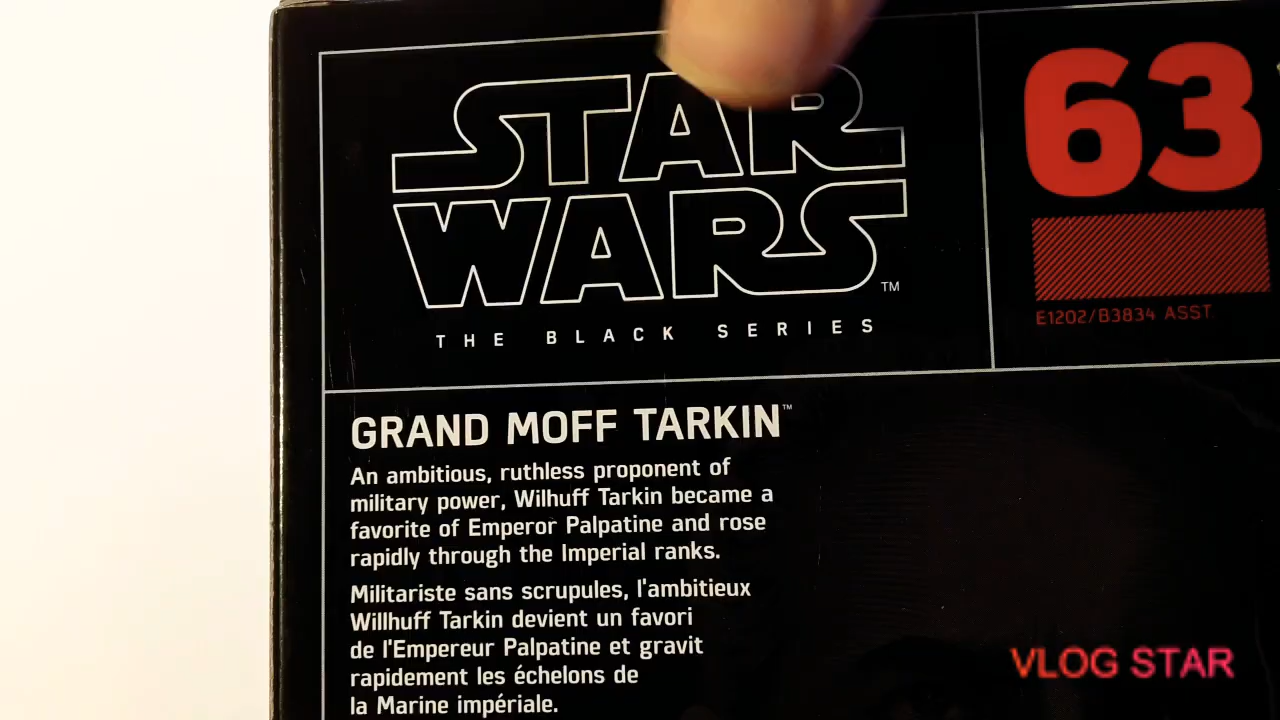 STAR
WARS
TM
THE BLACK SERIES
63
E1202/B3834 ASST.
GRAND MOFF TARKIN™
An ambitious, ruthless proponent of
military power, Wilhuff Tarkin became a
favorite of Emperor Palpatine and rose
rapidly through the Imperial ranks.
Militariste sans scrupules, l'ambitieux
Willhuff Tarkin devient un favori
de l'Empereur Palpatine et gravit
rapidement les échelons de
la Marine impériale.
VLOG STAR